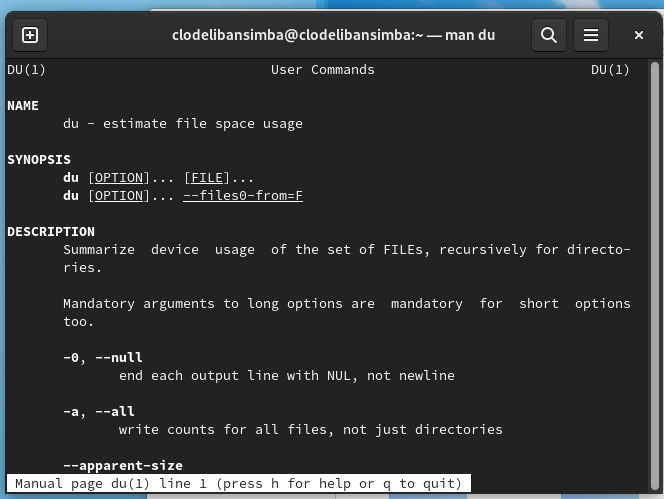 clodelibansimba@clodelibansimba:~ — man du
DU(1) User Commands DU(1)
NAME
du - estimate file space usage
SYNOPSIS
du [OPTION]... [FILE]...
du [OPTION]... --files0-from=F
DESCRIPTION
Summarize device usage of the set of FILEs, recursively for directo-
ries.
Mandatory arguments to long options are mandatory for short options
too.
-0, --null
end each output line with NUL, not newline
-a, --all
write counts for all files, not just directories
--apparent-size
Manual page du(1) line 1 (press h for help or q to quit)